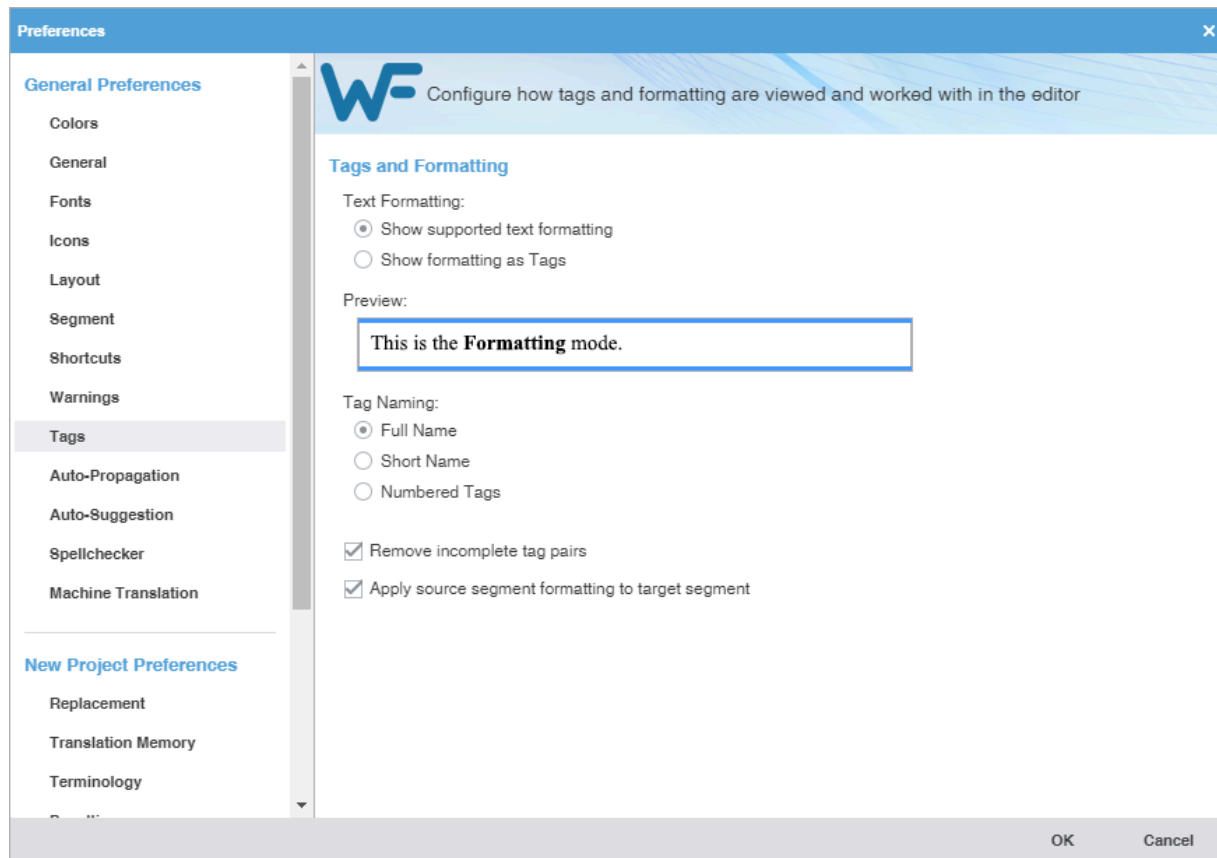 Preferences
General Preferences
Colors
General
Fonts
Icons
Layout
Segment
Shortcuts
Warnings
Tags
Auto-Propagation
Auto-Suggestion
Spellchecker
Machine Translation
New Project Preferences
Replacement
Translation Memory
Terminology
WF Configure how tags and formatting are viewed and worked with in the editor
Tags and Formatting
Text Formatting:
Show supported text formatting
Show formatting as Tags
Preview:
This is the Formatting mode.
Tag Naming:
Full Name
Short Name
Numbered Tags
Remove incomplete tag pairs
Apply source segment formatting to target segment
OK Cancel